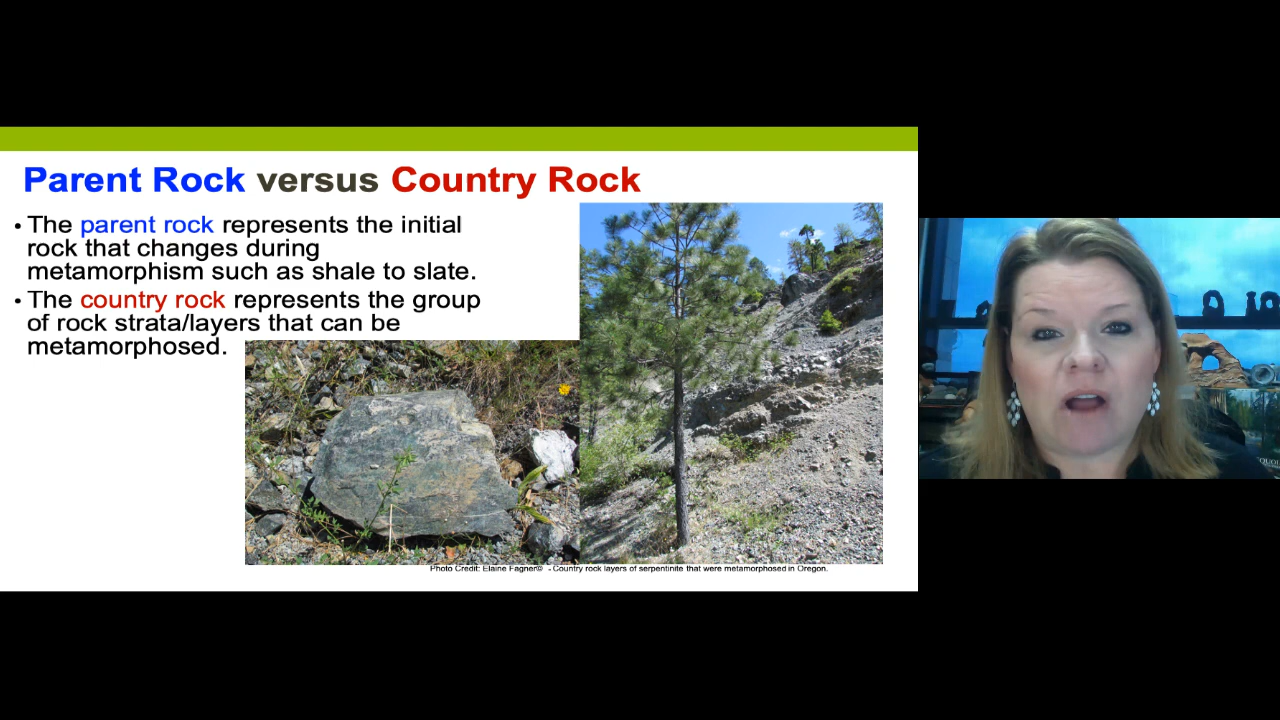 Parent Rock versus Country Rock
• The parent rock represents the initial
rock that changes during
metamorphism such as shale to slate.
• The country rock represents the group
of rock strata/layers that can be
metamorphosed.
Photo Credit: Elaine Fagner© - Country rock layers of serpentinite that were metamorphosed in Oregon.